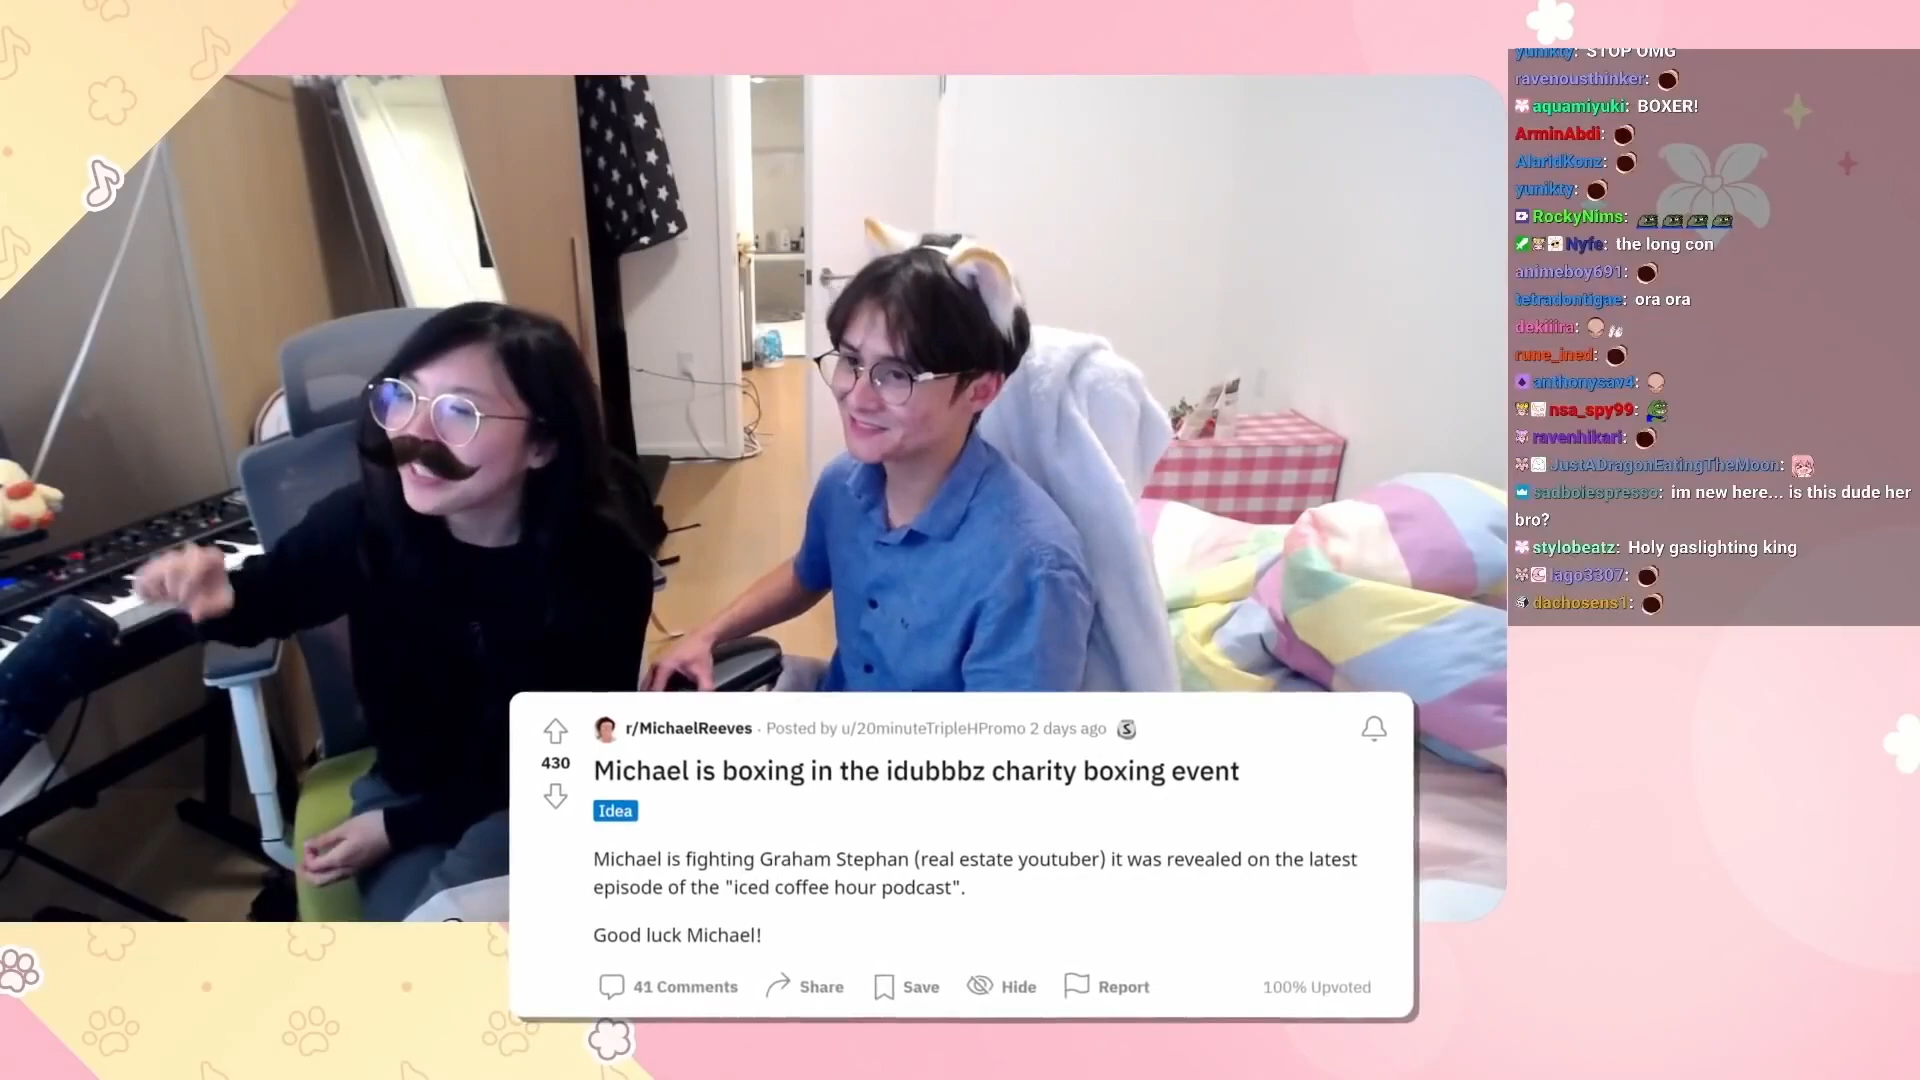 yunikty: STOP OMG
ravenousthinker:
aquamiyuki: BOXER!
ArminAbdi:
AlaridKonz:
yunikty:
RockyNims:
Nyfe: the long con
animeboy691:
tetradontigae: ora ora
dekiiira:
rune_ined:
anthonysav4:
nsa_spy99:
ravenhikari:
JustADragonEatingTheMoon:
sadboiespresso: im new here... is this dude her
bro?
stylobeatz: Holy gaslighting king
iago3307:
dachosens1:
r/MichaelReeves · Posted by u/20minuteTripleHPromo 2 days ago S
430
Michael is boxing in the idubbbz charity boxing event
Idea
Michael is fighting Graham Stephan (real estate youtuber) it was revealed on the latest
episode of the "iced coffee hour podcast".
Good luck Michael!
41 Comments Share Save Hide Report 100% Upvoted